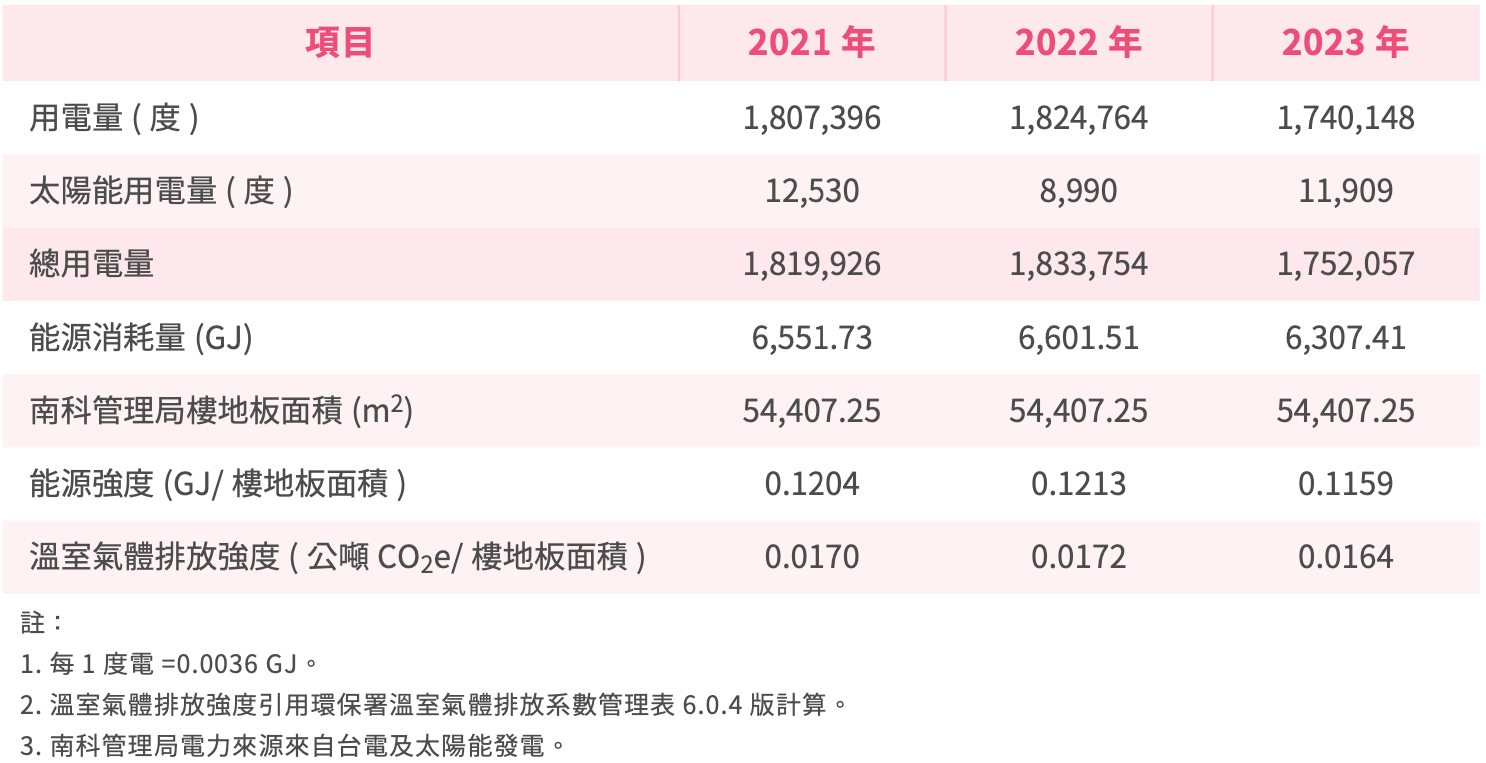 項目 2021 年 2022 年 2023 年
用電量 ( 度 ) 1,807,396 1,824,764 1,740,148
太陽能用電量 ( 度 ) 12,530 8,990 11,909
總用電量 1,819,926 1,833,754 1,752,057
能源消耗量 (GJ) 6,551.73 6,601.51 6,307.41
南科管理局樓地板面積 (m²) 54,407.25 54,407.25 54,407.25
能源強度 (GJ/ 樓地板面積 ) 0.1204 0.1213 0.1159
溫室氣體排放強度 ( 公噸 CO₂e/ 樓地板面積 ) 0.0170 0.0172 0.0164
註：
1. 每 1 度電 =0.0036 GJ。
2. 溫室氣體排放強度引用環保署溫室氣體排放系數管理表 6.0.4 版計算。
3. 南科管理局電力來源來自台電及太陽能發電。